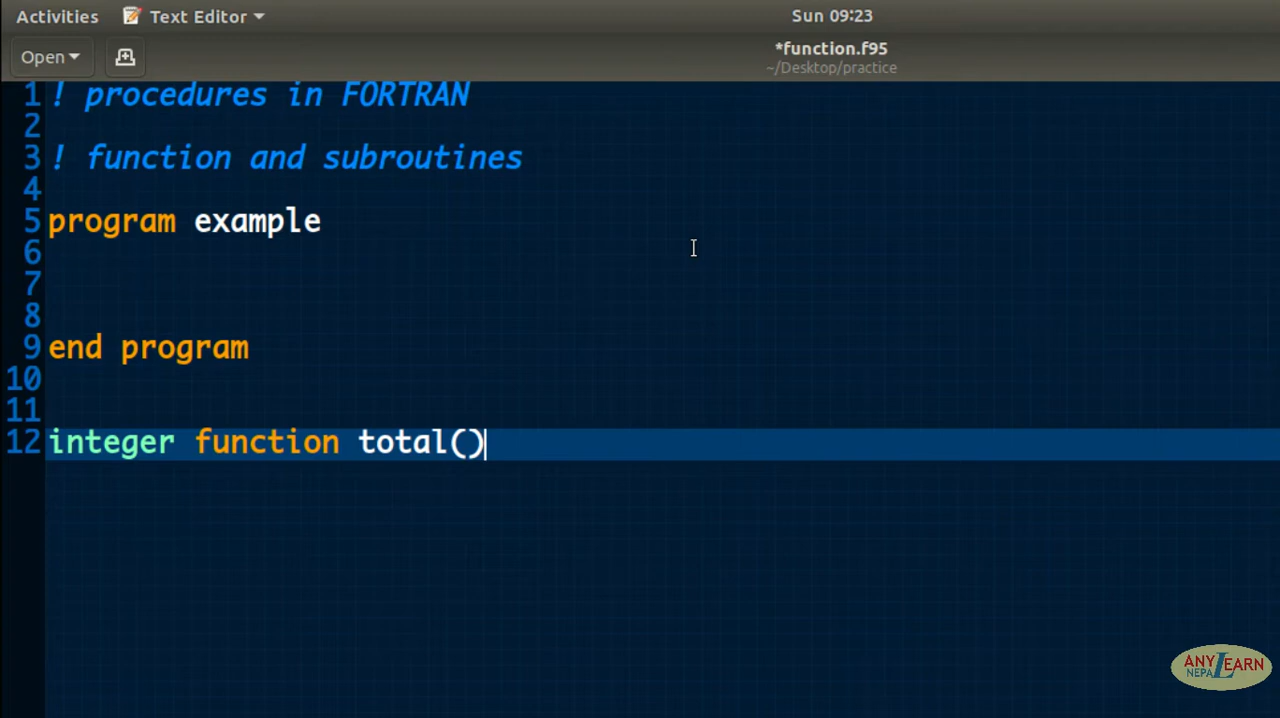 Activities Text Editor Sun 09:23
Open *function.f95
~/Desktop/practice
1 ! procedures in FORTRAN
2
3 ! function and subroutines
4
5 program example
6
7
8
9 end program
10
11
12 integer function total()
ANY LEARN
NEPAL